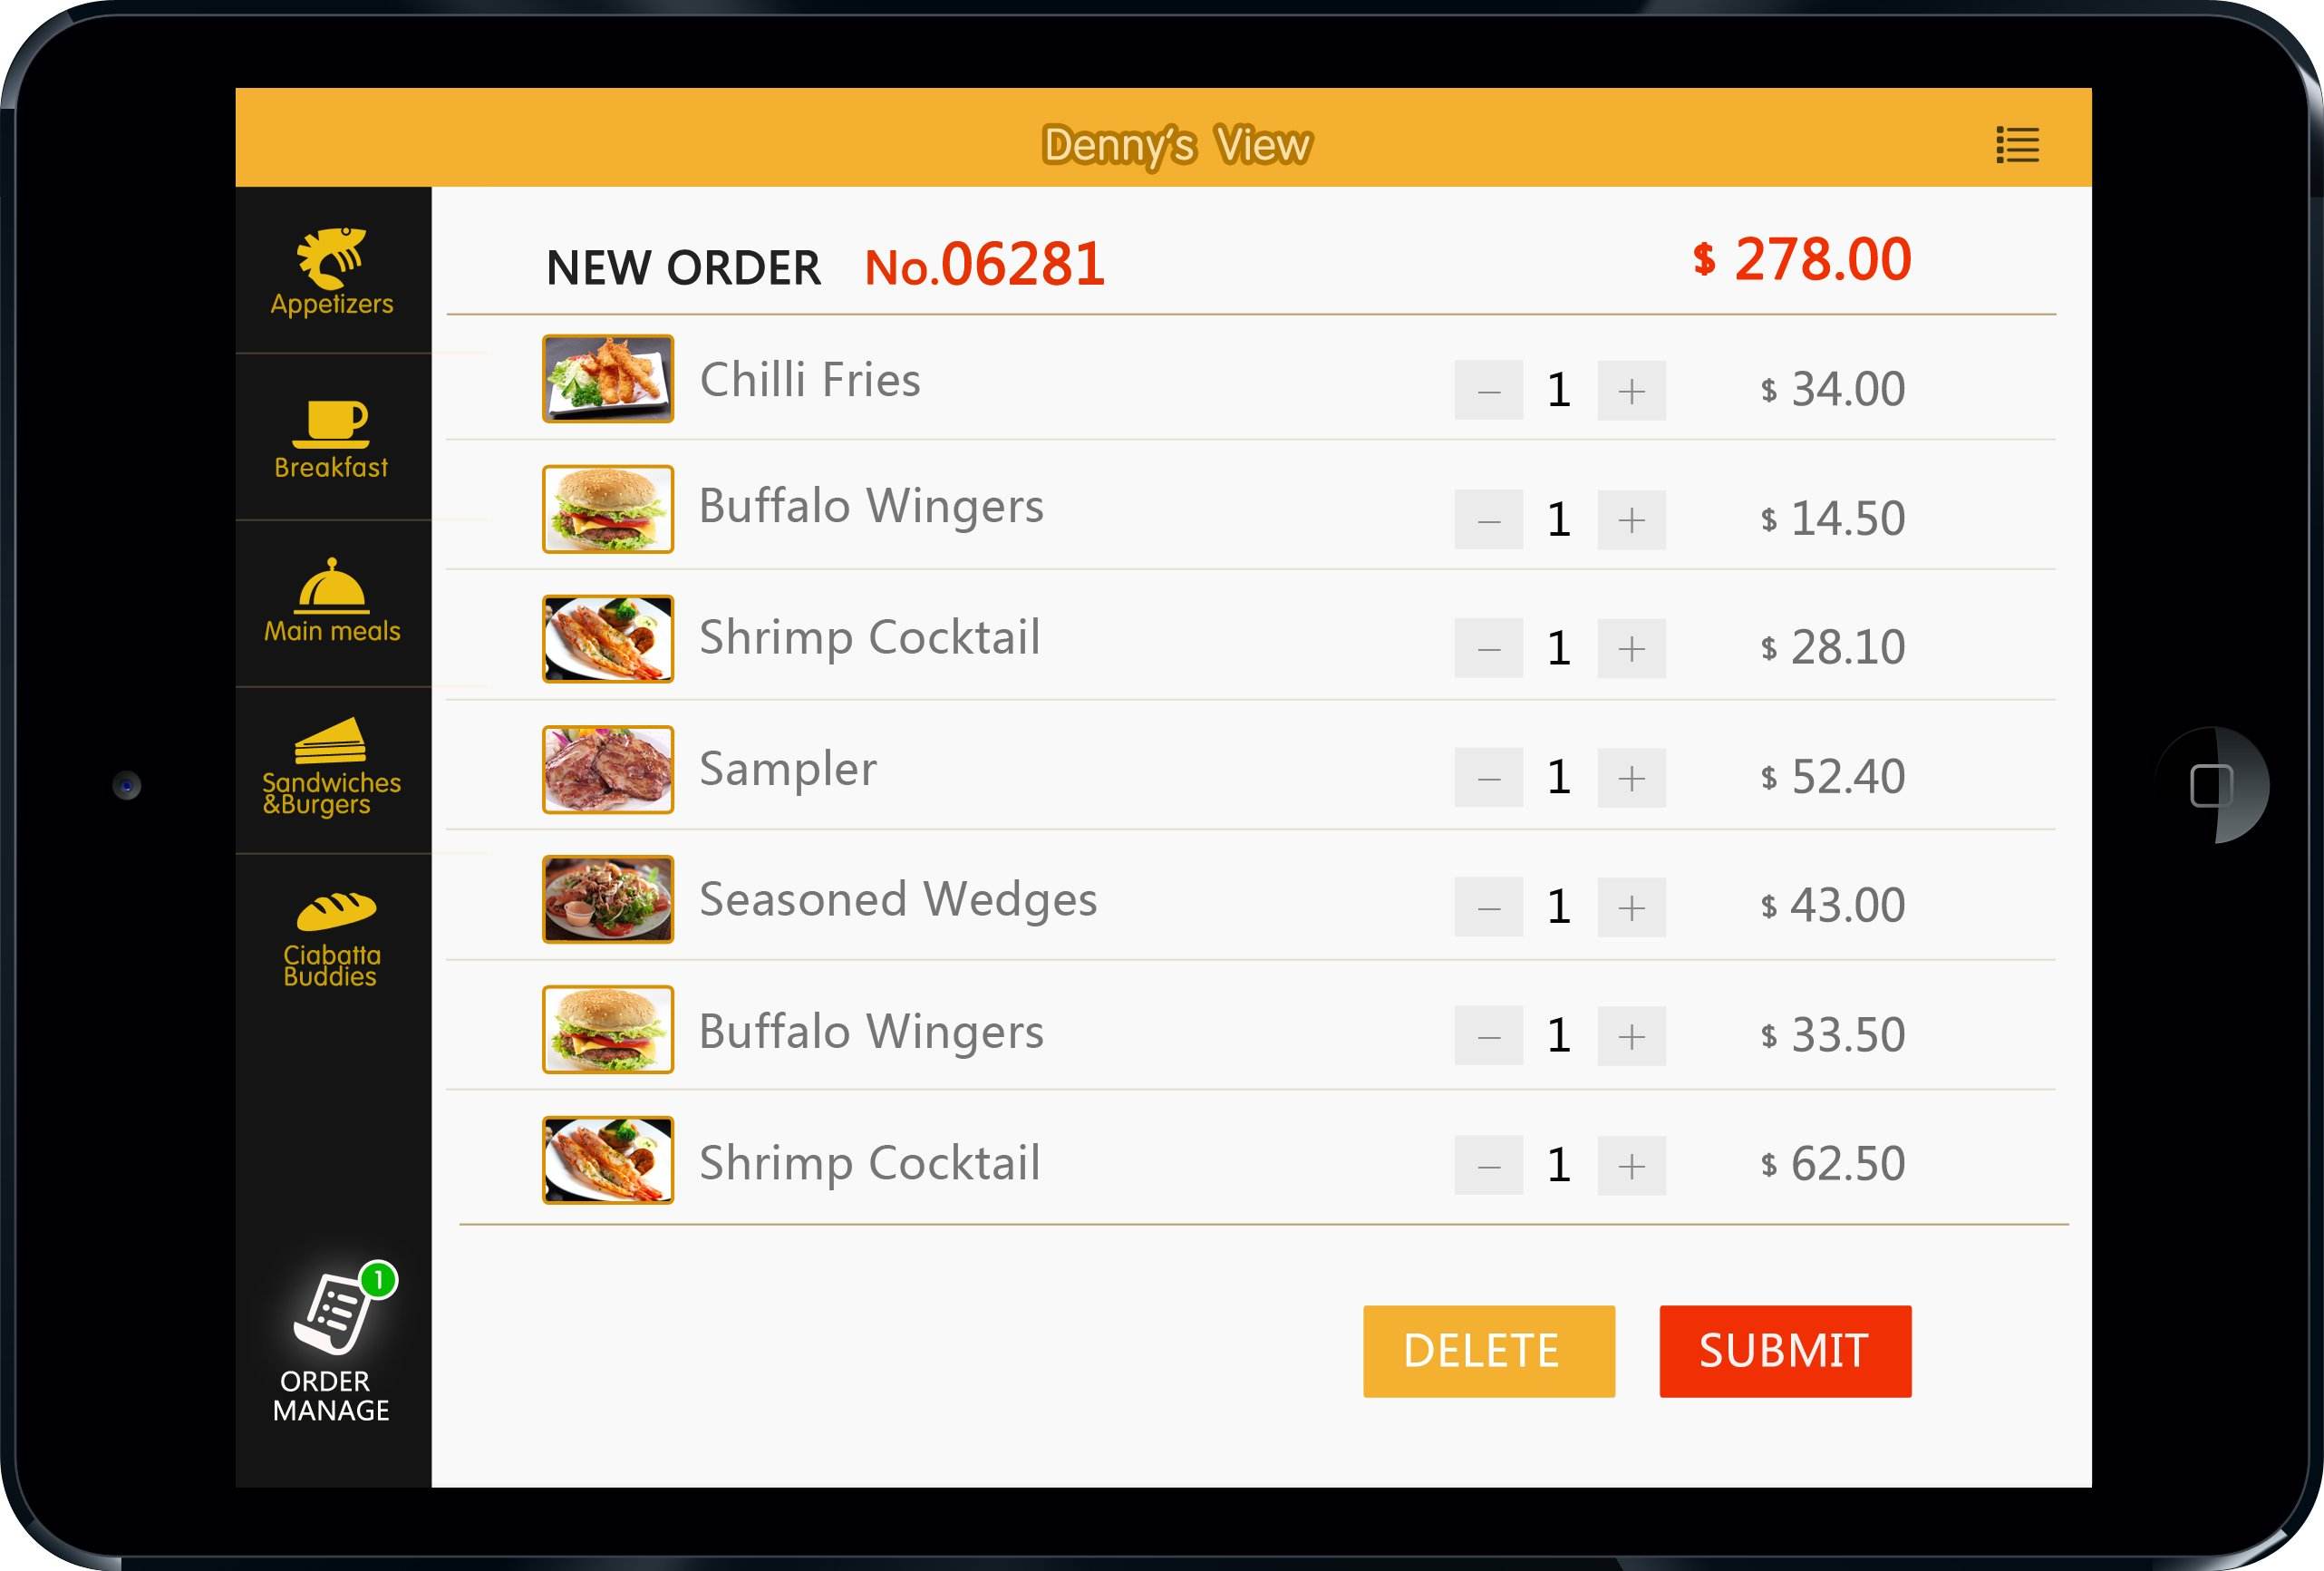 Denny's View
Appetizers
Breakfast
Main meals
Sandwiches
&Burgers
Ciabatta
Buddies
1
ORDER
MANAGE
NEW ORDER No.06281 $ 278.00
Chilli Fries － 1 + $ 34.00
Buffalo Wingers － 1 + $ 14.50
Shrimp Cocktail － 1 + $ 28.10
Sampler － 1 + $ 52.40
Seasoned Wedges － 1 + $ 43.00
Buffalo Wingers － 1 + $ 33.50
Shrimp Cocktail － 1 + $ 62.50
DELETE SUBMIT